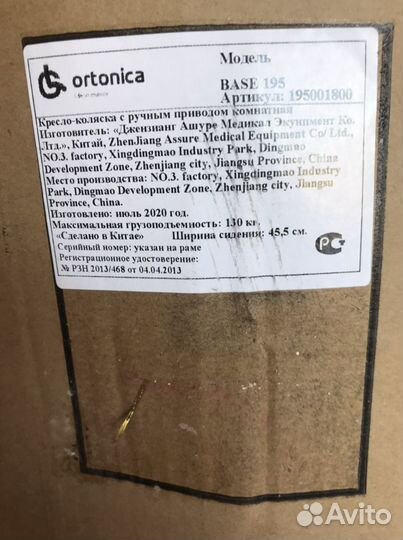 ortonica
Модель
BASE 195
Артикул: 195001800
Кресло-коляска с ручным приводом комнатная
Изготовитель: «Джензианг Ашуре Медикал Экуипмент Ко.
Лтд.», Китай, ZhenJiang Assure Medical Equipment Co/ Ltd.,
NO.3. factory, Xingdingmao Industry Park, Dingmao
Development Zone, Zhenjiang city, Jiangsu Province, China
Место производства: NO.3. factory, Xingdingmao Industry
Park, Dingmao Development Zone, Zhenjiang city, Jiangsu
Province, China.
Изготовлено: июль 2020 год.
Максимальная грузоподъемность: 130 кг.
«Сделано в Китае» Ширина сидения: 45,5 см.
Серийный номер: указан на раме
Регистрационное удостоверение:
№ РЗН 2013/468 от 04.04.2013
Avito